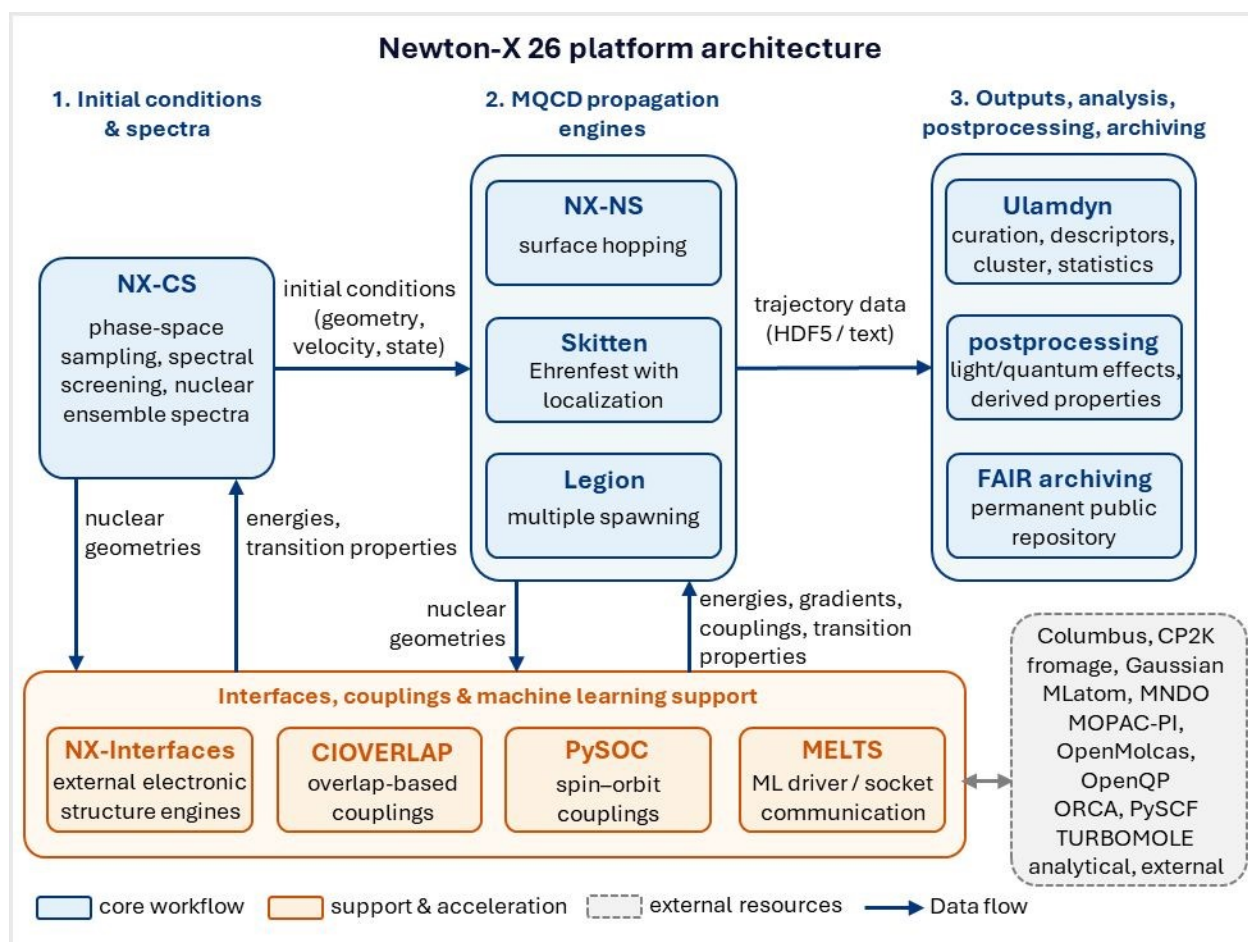 Newton-X 26 platform architecture
1. Initial conditions
& spectra
2. MQCD propagation
engines
3. Outputs, analysis,
postprocessing, archiving
NX-CS
phase-space
sampling, spectral
screening, nuclear
ensemble spectra
initial conditions
(geometry,
velocity, state)
NX-NS
surface hopping
Skitten
Ehrenfest with
localization
Legion
multiple spawning
trajectory data
(HDF5 / text)
Ulamdyn
curation, descriptors,
cluster, statistics
postprocessing
light/quantum effects,
derived properties
FAIR archiving
permanent public
repository
nuclear
geometries
energies,
transition properties
nuclear
geometries
energies, gradients,
couplings, transition
properties
Interfaces, couplings & machine learning support
NX-Interfaces
external electronic
structure engines
CIOVERLAP
overlap-based
couplings
PySOC
spin–orbit
couplings
MELTS
ML driver / socket
communication
Columbus, CP2K
fromage, Gaussian
MLatom, MNDO
MOPAC-PI,
OpenMolcas,
OpenQP
ORCA, PySCF
TURBOMOLE
analytical, external
core workflow
support & acceleration
external resources
Data flow